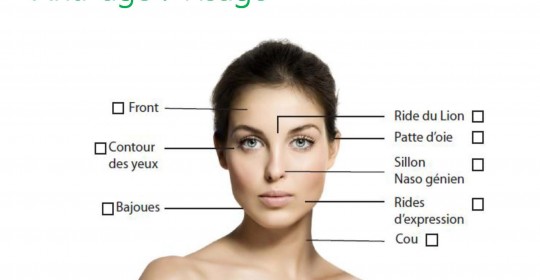 Front
Contour
des yeux
Bajoues
Ride du Lion
Patte d'oie
Sillon
Naso génien
Rides
d'expression
Cou